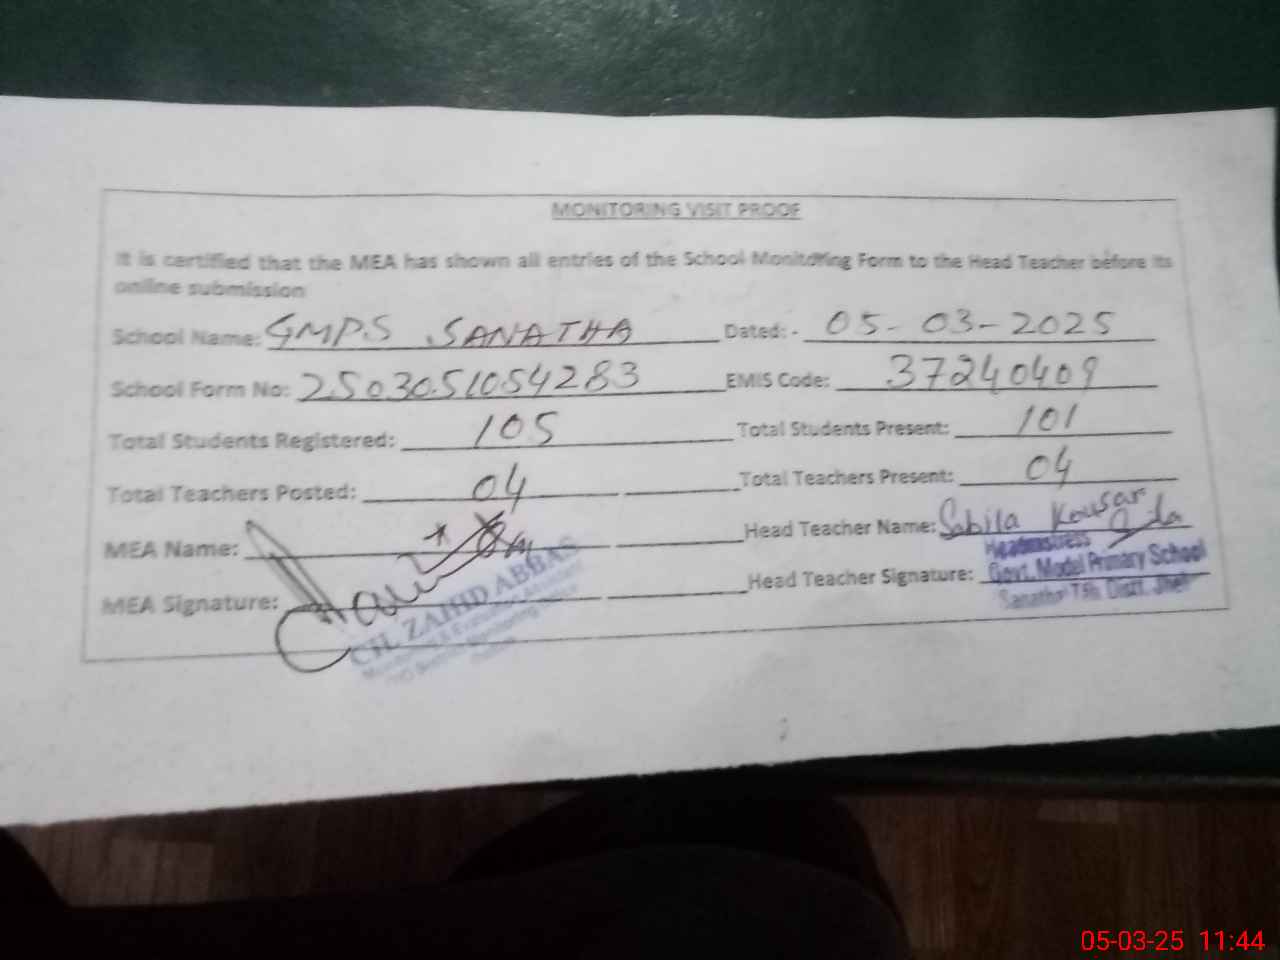 MONITORING VISIT PROOF
It is certified that the MEA has shown all entries of the School Monitoring Form to the Head Teacher before its
online submission
School Name: GMPS SANATHA Dated: - 05-03-2025
School Form No: 2503051054283 EMIS Code: 37240409
Total Students Registered: 105 Total Students Present: 101
Total Teachers Posted: 04 Total Teachers Present: 04
MEA Name: Head Teacher Name: Sabila Kousar
MEA Signature: Head Teacher Signature:
ZAHID ABBAS
Headmistress
Govt. Model Primary School
05-03-25 11:44